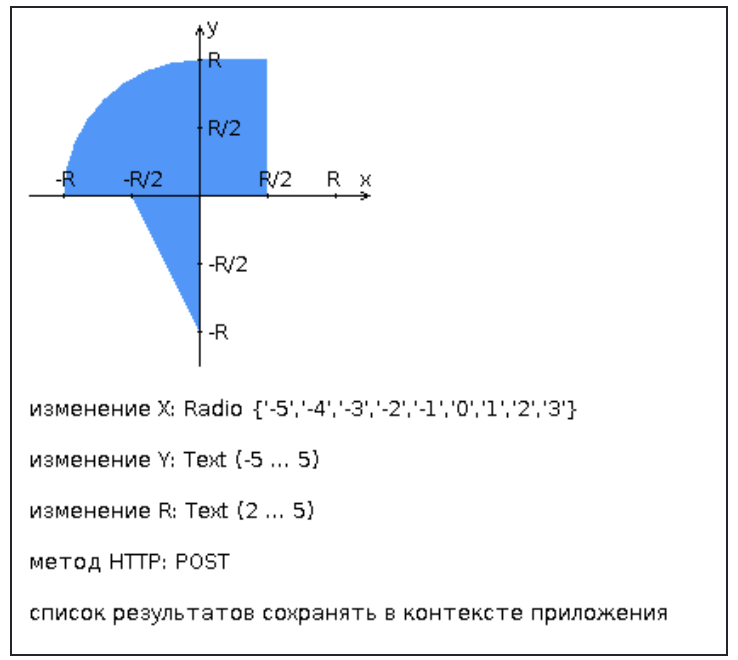 y
R
R/2
-R -R/2 R/2 R x
-R/2
-R
изменение X: Radio {'-5','-4','-3','-2','-1','0','1','2','3'}
изменение Y: Text (-5 ... 5)
изменение R: Text (2 ... 5)
метод HTTP: POST
список результатов сохранять в контексте приложения